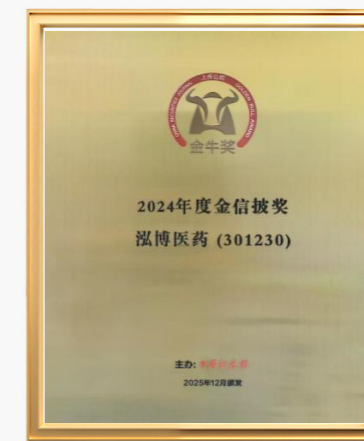 上市公司
金牛奖
2024年度金信披奖
泓博医药 (301230)
主办:
2025年12月颁发